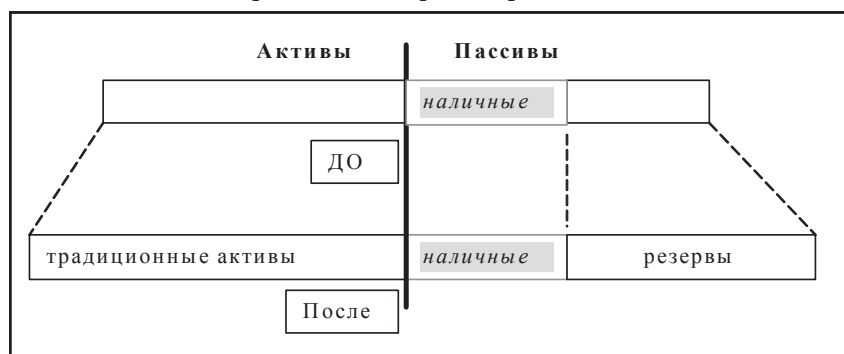 Активы Пассивы
наличные
ДО
традиционные активы наличные резервы
После